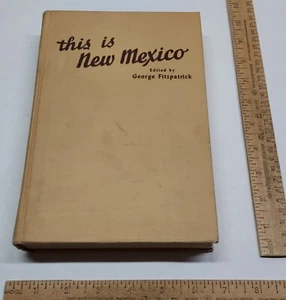 this is
New Mexico
Edited by
George Fitzpatrick